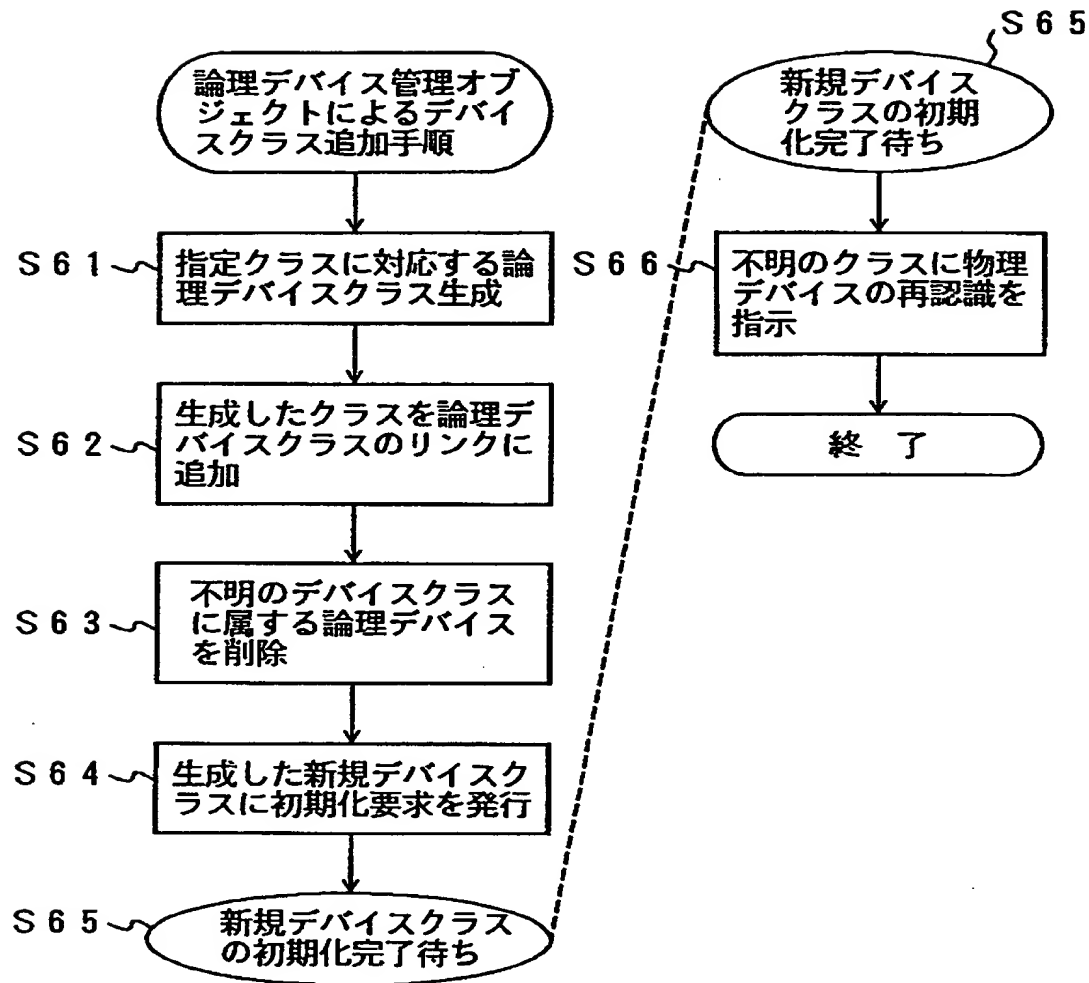 論理デバイス管理オブ
ジェクトによるデバイ
スクラス追加手順
S61
指定クラスに対応する論
理デバイスクラス生成
S62
生成したクラスを論理デ
バイスクラスのリンクに
追加
S63
不明のデバイスクラス
に属する論理デバイス
を削除
S64
生成した新規デバイスク
ラスに初期化要求を発行
S65
新規デバイスクラス
の初期化完了待ち
S65
新規デバイス
クラスの初期
化完了待ち
S66
不明のクラスに物理
デバイスの再認識を
指示
終 了